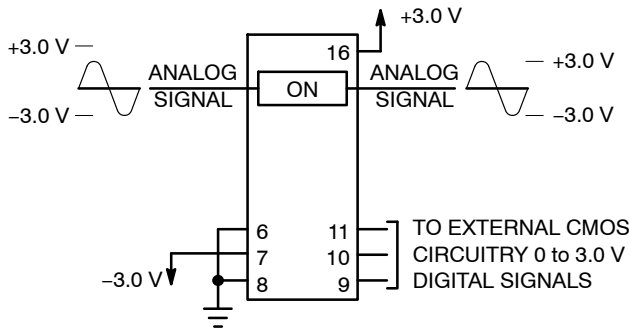 +3.0 V
+3.0 V
16
ANALOG
SIGNAL
ON
ANALOG
SIGNAL
+3.0 V
−3.0 V
−3.0 V
6
11
TO EXTERNAL CMOS
7
10
CIRCUITRY 0 to 3.0 V
−3.0 V
8
9
DIGITAL SIGNALS